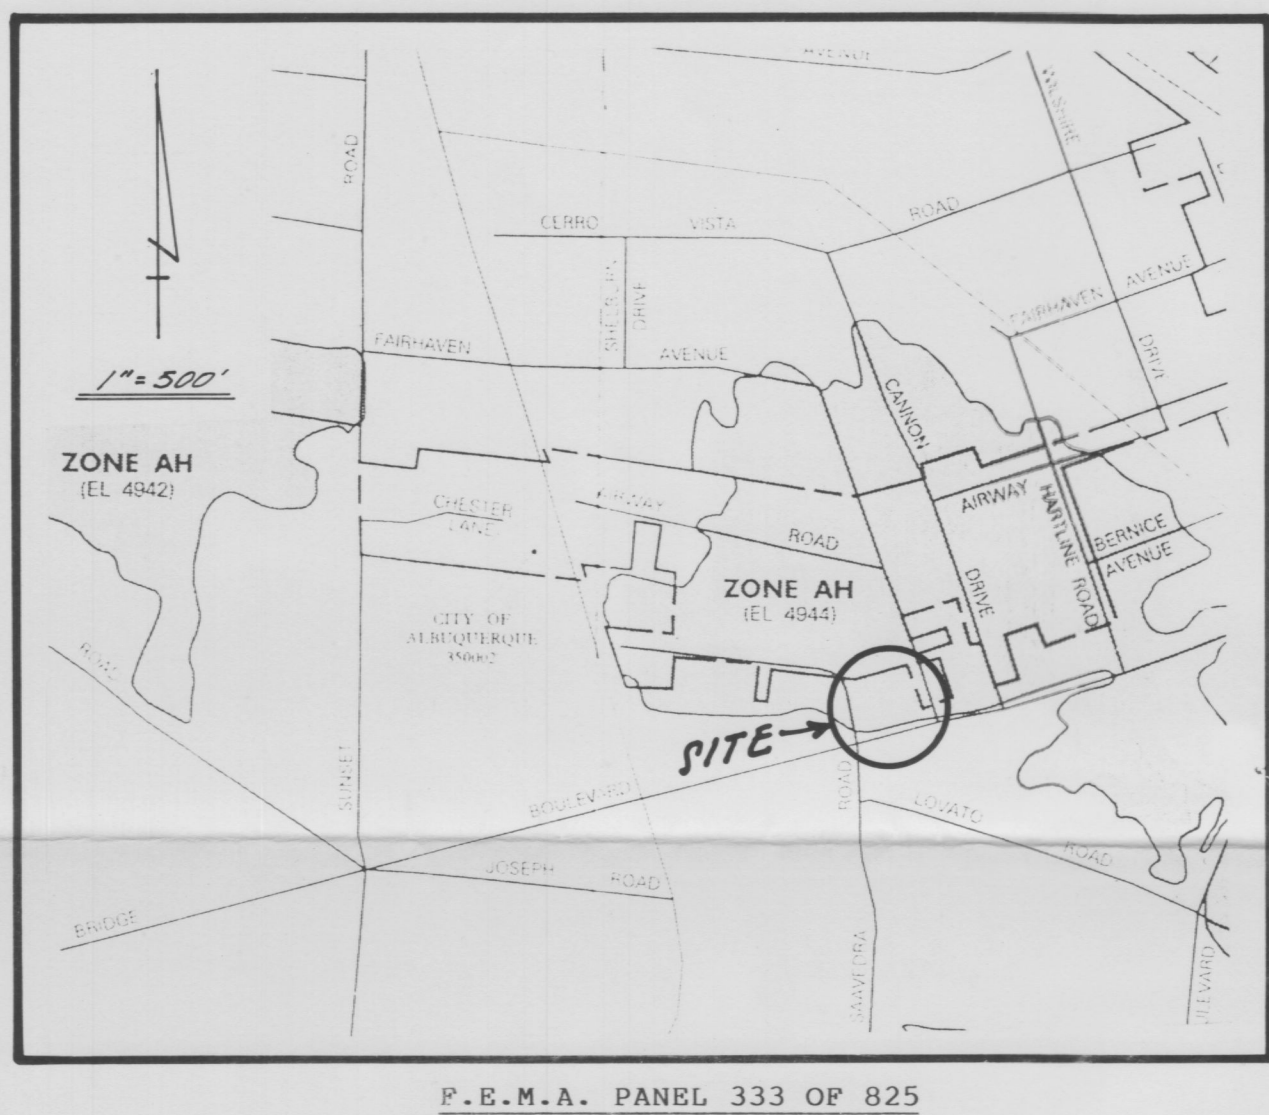 AVENUE
WILSHIRE
ROAD
CERRO VISTA
ROAD
SHELBURN
DRIVE
FAIRHAVEN AVENUE
FAIRHAVEN AVENUE
DRIVE
1"=500'
CANNON
ZONE AH
(EL 4942)
CHESTER
LANE
AIRWAY
ROAD
AIRWAY
HARTLINE ROAD
BERNICE
AVENUE
DRIVE
ZONE AH
(EL 4944)
CITY OF
ALBUQUERQUE
350002
ROAD
SITE
SUNSET
BOULEVARD
ROAD
LOVATO
ROAD
JOSEPH ROAD
BRIDGE
SAAVEDRA
ULEVARD
F.E.M.A. PANEL 333 OF 825